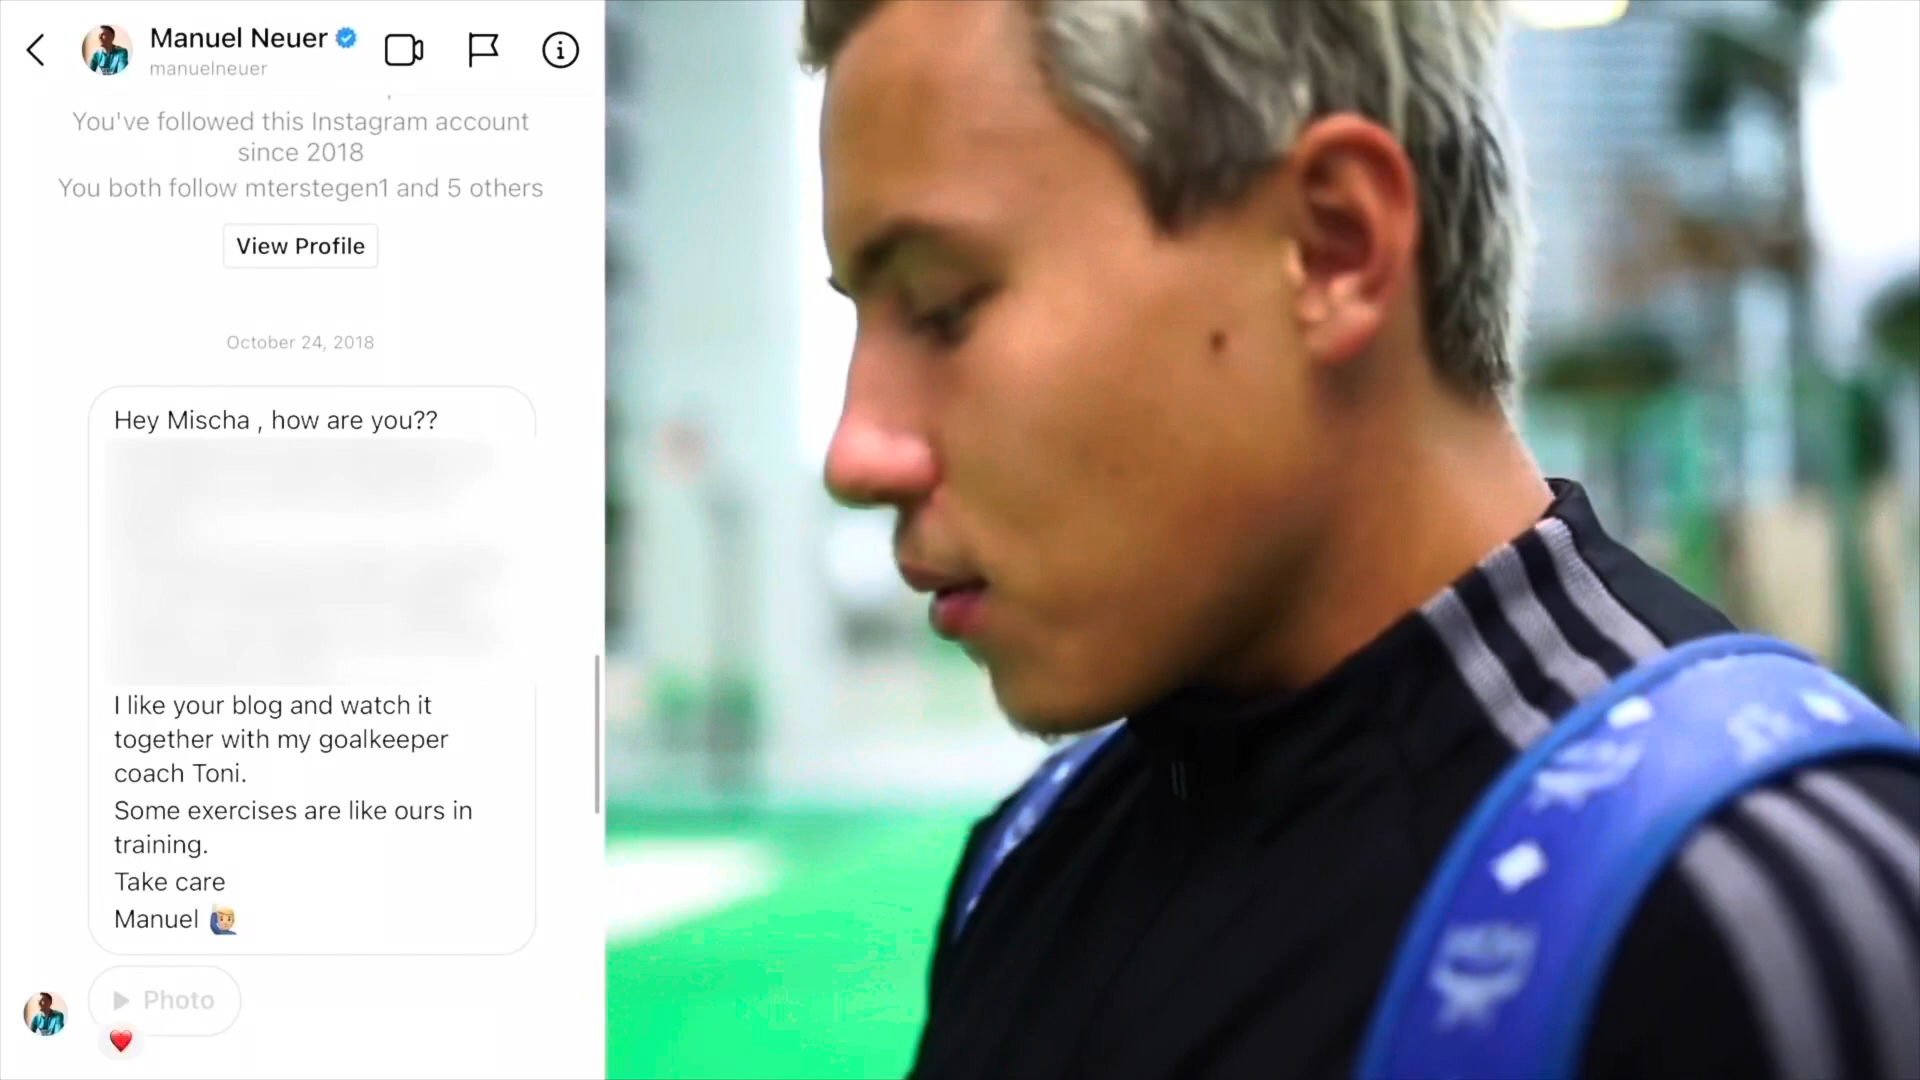 Manuel Neuer
manuelneuer
You've followed this Instagram account
since 2018
You both follow mterstegen1 and 5 others
View Profile
October 24, 2018
Hey Mischa , how are you??
I like your blog and watch it
together with my goalkeeper
coach Toni.
Some exercises are like ours in
training.
Take care
Manuel 🙋🏼‍♂️
Photo